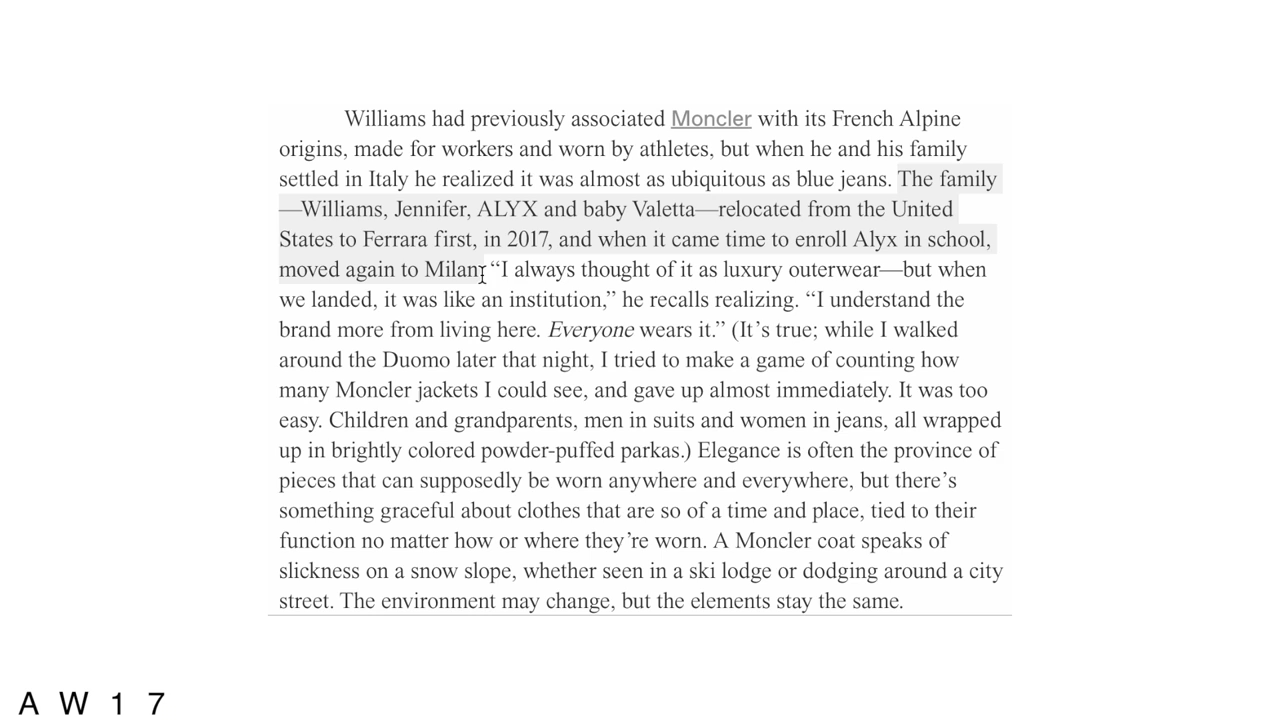 Williams had previously associated Moncler with its French Alpine
origins, made for workers and worn by athletes, but when he and his family
settled in Italy he realized it was almost as ubiquitous as blue jeans. The family
—Williams, Jennifer, ALYX and baby Valetta—relocated from the United
States to Ferrara first, in 2017, and when it came time to enroll Alyx in school,
moved again to Milan. “I always thought of it as luxury outerwear—but when
we landed, it was like an institution,” he recalls realizing. “I understand the
brand more from living here. Everyone wears it.” (It’s true; while I walked
around the Duomo later that night, I tried to make a game of counting how
many Moncler jackets I could see, and gave up almost immediately. It was too
easy. Children and grandparents, men in suits and women in jeans, all wrapped
up in brightly colored powder-puffed parkas.) Elegance is often the province of
pieces that can supposedly be worn anywhere and everywhere, but there’s
something graceful about clothes that are so of a time and place, tied to their
function no matter how or where they’re worn. A Moncler coat speaks of
slickness on a snow slope, whether seen in a ski lodge or dodging around a city
street. The environment may change, but the elements stay the same.
A W 1 7